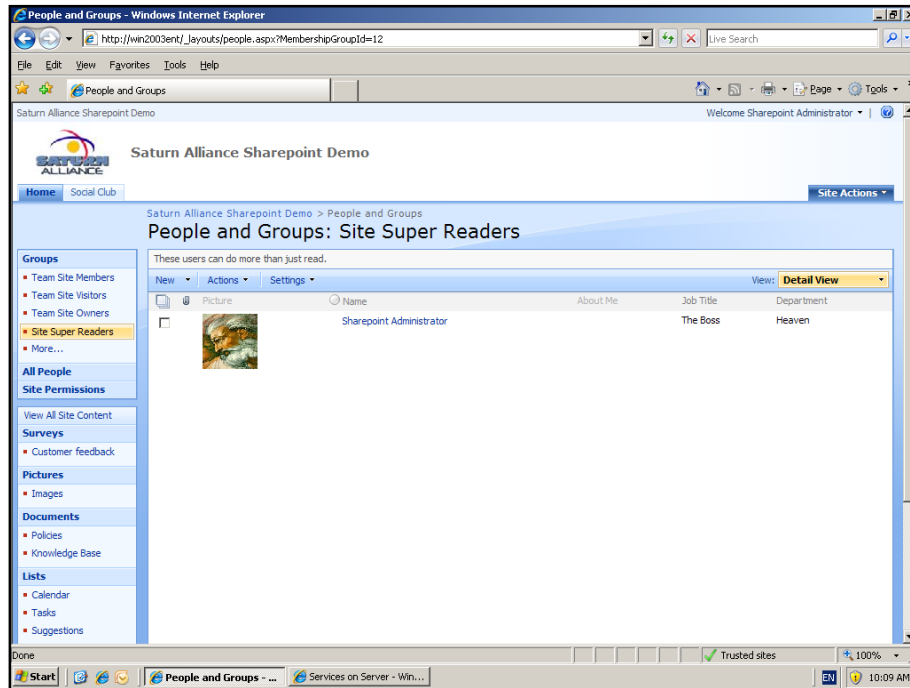 People and Groups - Windows Internet Explorer
http://win2003ent/_layouts/people.aspx?MembershipGroupId=12
Live Search
File Edit View Favorites Tools Help
People and Groups
Page Tools
Saturn Alliance Sharepoint Demo
Welcome Sharepoint Administrator
SATURN
ALLIANCE
Saturn Alliance Sharepoint Demo
Home Social Club
Site Actions
Saturn Alliance Sharepoint Demo > People and Groups
People and Groups: Site Super Readers
Groups
Team Site Members
Team Site Visitors
Team Site Owners
Site Super Readers
More...
All People
Site Permissions
View All Site Content
Surveys
Customer feedback
Pictures
Images
Documents
Policies
Knowledge Base
Lists
Calendar
Tasks
Suggestions
These users can do more than just read.
New Actions Settings
View: Detail View
Picture Name About Me Job Title Department
Sharepoint Administrator The Boss Heaven
Done
Trusted sites
100%
Start
People and Groups - ...
Services on Server - Win...
EN
10:09 AM